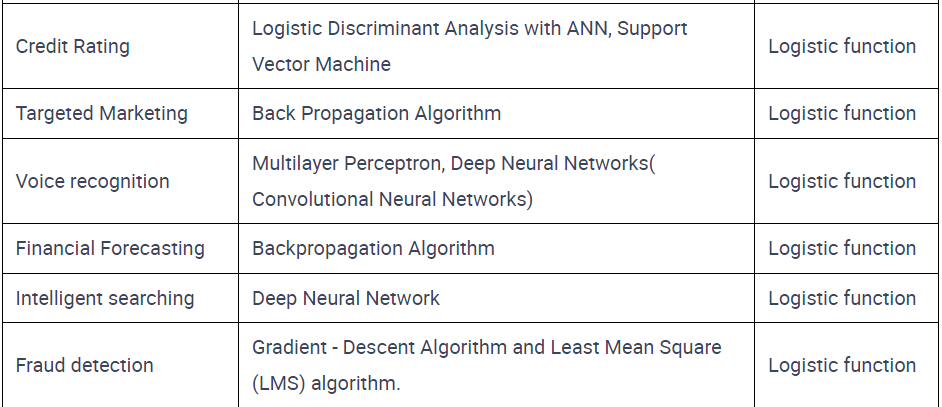 Credit Rating
Logistic Discriminant Analysis with ANN, Support
Vector Machine
Logistic function
Targeted Marketing
Back Propagation Algorithm
Logistic function
Voice recognition
Multilayer Perceptron, Deep Neural Networks(
Convolutional Neural Networks)
Logistic function
Financial Forecasting
Backpropagation Algorithm
Logistic function
Intelligent searching
Deep Neural Network
Logistic function
Fraud detection
Gradient - Descent Algorithm and Least Mean Square
(LMS) algorithm.
Logistic function